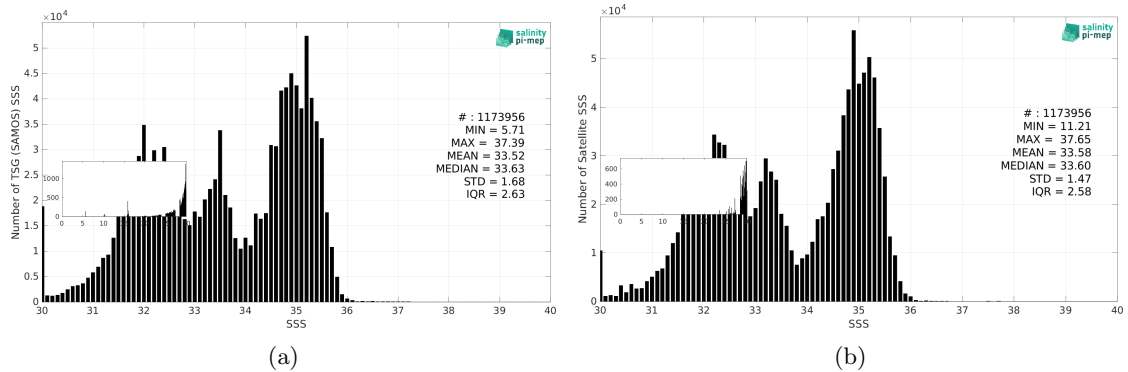 ×10⁴
5
4.5
4
3.5
3
2.5
2
1.5
1
0.5
0
Number of TSG (SAMOS) SSS
salinity
pi-mep
# : 1173956
MIN = 5.71
MAX = 37.39
MEAN = 33.52
MEDIAN = 33.63
STD = 1.68
IQR = 2.63
1000
500
0
0 5 10
30 31 32 33 34 35 36 37 38 39 40
SSS
(a)
×10⁴
6
5
4
3
2
1
0
Number of Satellite SSS
salinity
pi-mep
# : 1173956
MIN = 11.21
MAX = 37.65
MEAN = 33.58
MEDIAN = 33.60
STD = 1.47
IQR = 2.58
600
400
200
0
0 5 10
30 31 32 33 34 35 36 37 38 39 40
SSS
(b)